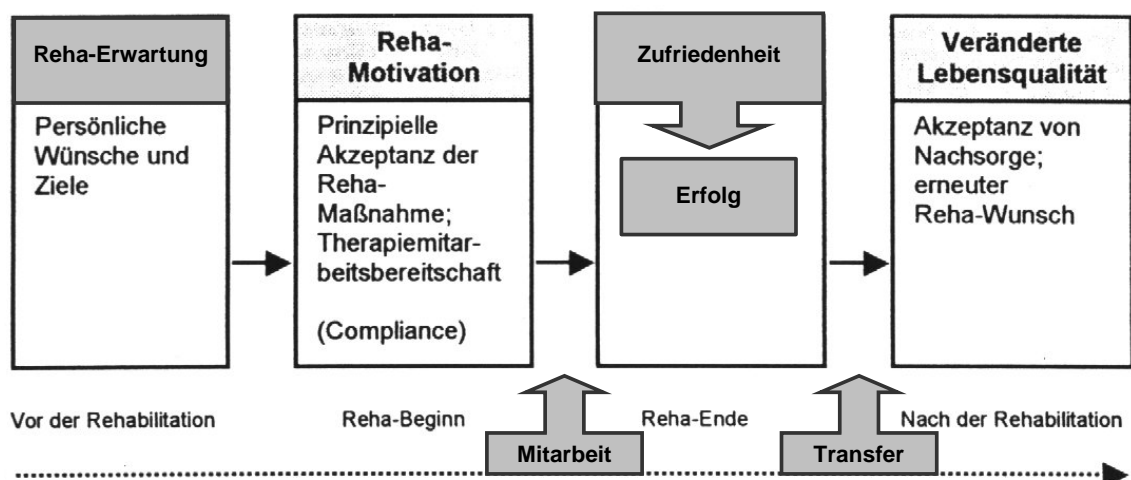 Reha-Erwartung
Persönliche
Wünsche und
Ziele
Reha-
Motivation
Prinzipielle
Akzeptanz der
Reha-
Maßnahme;
Therapiemitar-
beitsbereitschaft
(Compliance)
Zufriedenheit
Erfolg
Veränderte
Lebensqualität
Akzeptanz von
Nachsorge;
erneuter
Reha-Wunsch
Vor der Rehabilitation
Reha-Beginn
Reha-Ende
Nach der Rehabilitation
Mitarbeit
Transfer